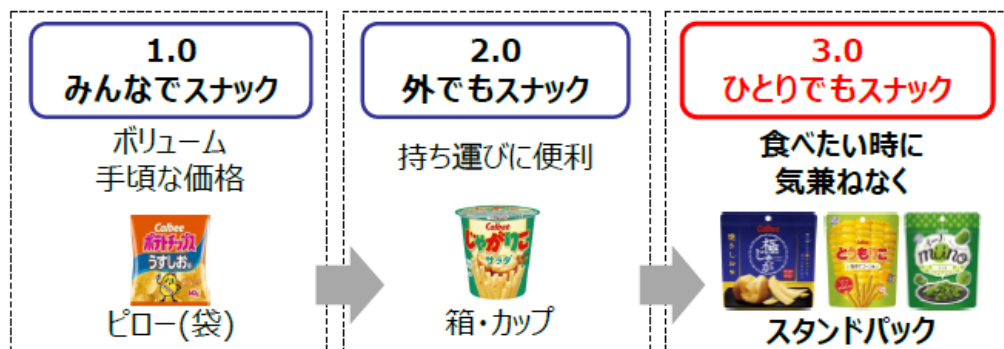 1.0
みんなでスナック
ボリューム
手頃な価格
Calbee
ポテトチップス
うすしお味
ピロー(袋)
2.0
外でもスナック
持ち運びに便利
Calbee
じゃがりこ
サラダ
箱・カップ
3.0
ひとりでもスナック
食べたい時に
気兼ねなく
Calbee
極じゃが
とうもりこ
miino
スタンドパック